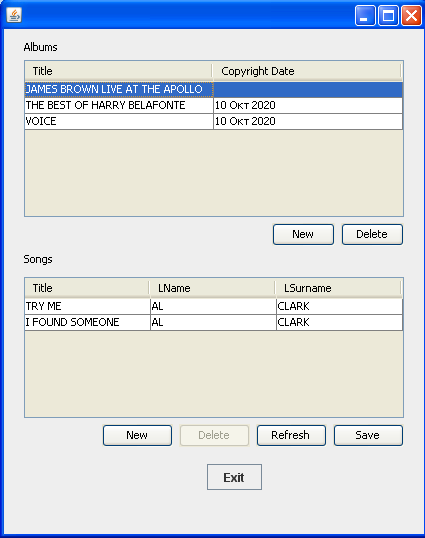 Albums
Title Copyright Date
JAMES BROWN LIVE AT THE APOLLO
THE BEST OF HARRY BELAFONTE 10 Окт 2020
VOICE 10 Окт 2020
New Delete
Songs
Title LName LSurname
TRY ME AL CLARK
I FOUND SOMEONE AL CLARK
New Delete Refresh Save
Exit